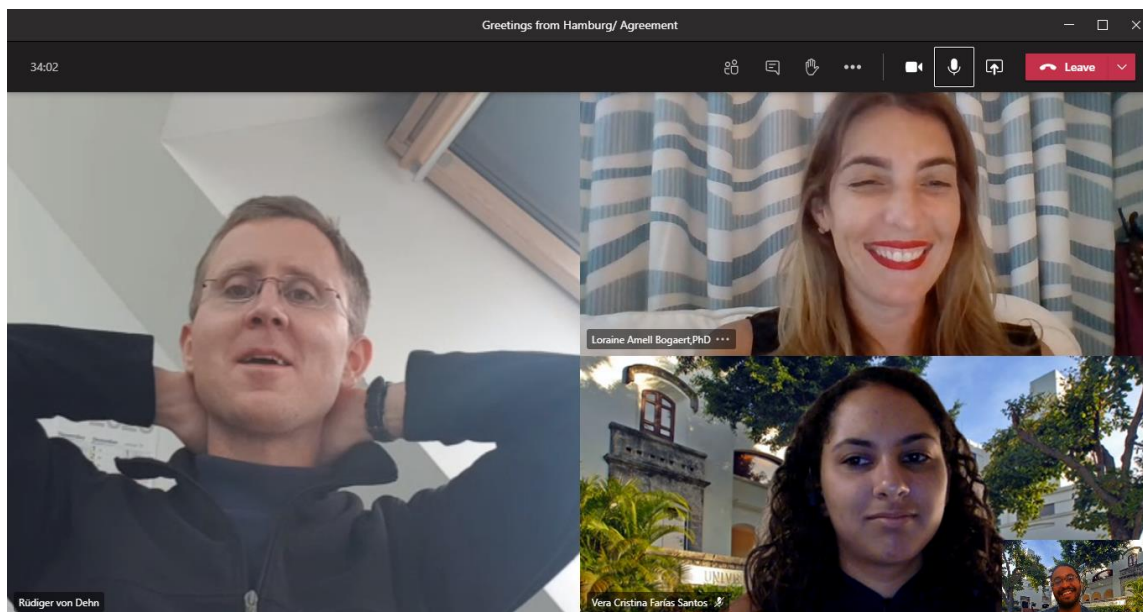 Greetings from Hamburg/ Agreement
34:02
Leave
Loraine Amell Bogaert,PhD
Rüdiger von Dehn
Vera Cristina Farías Santos